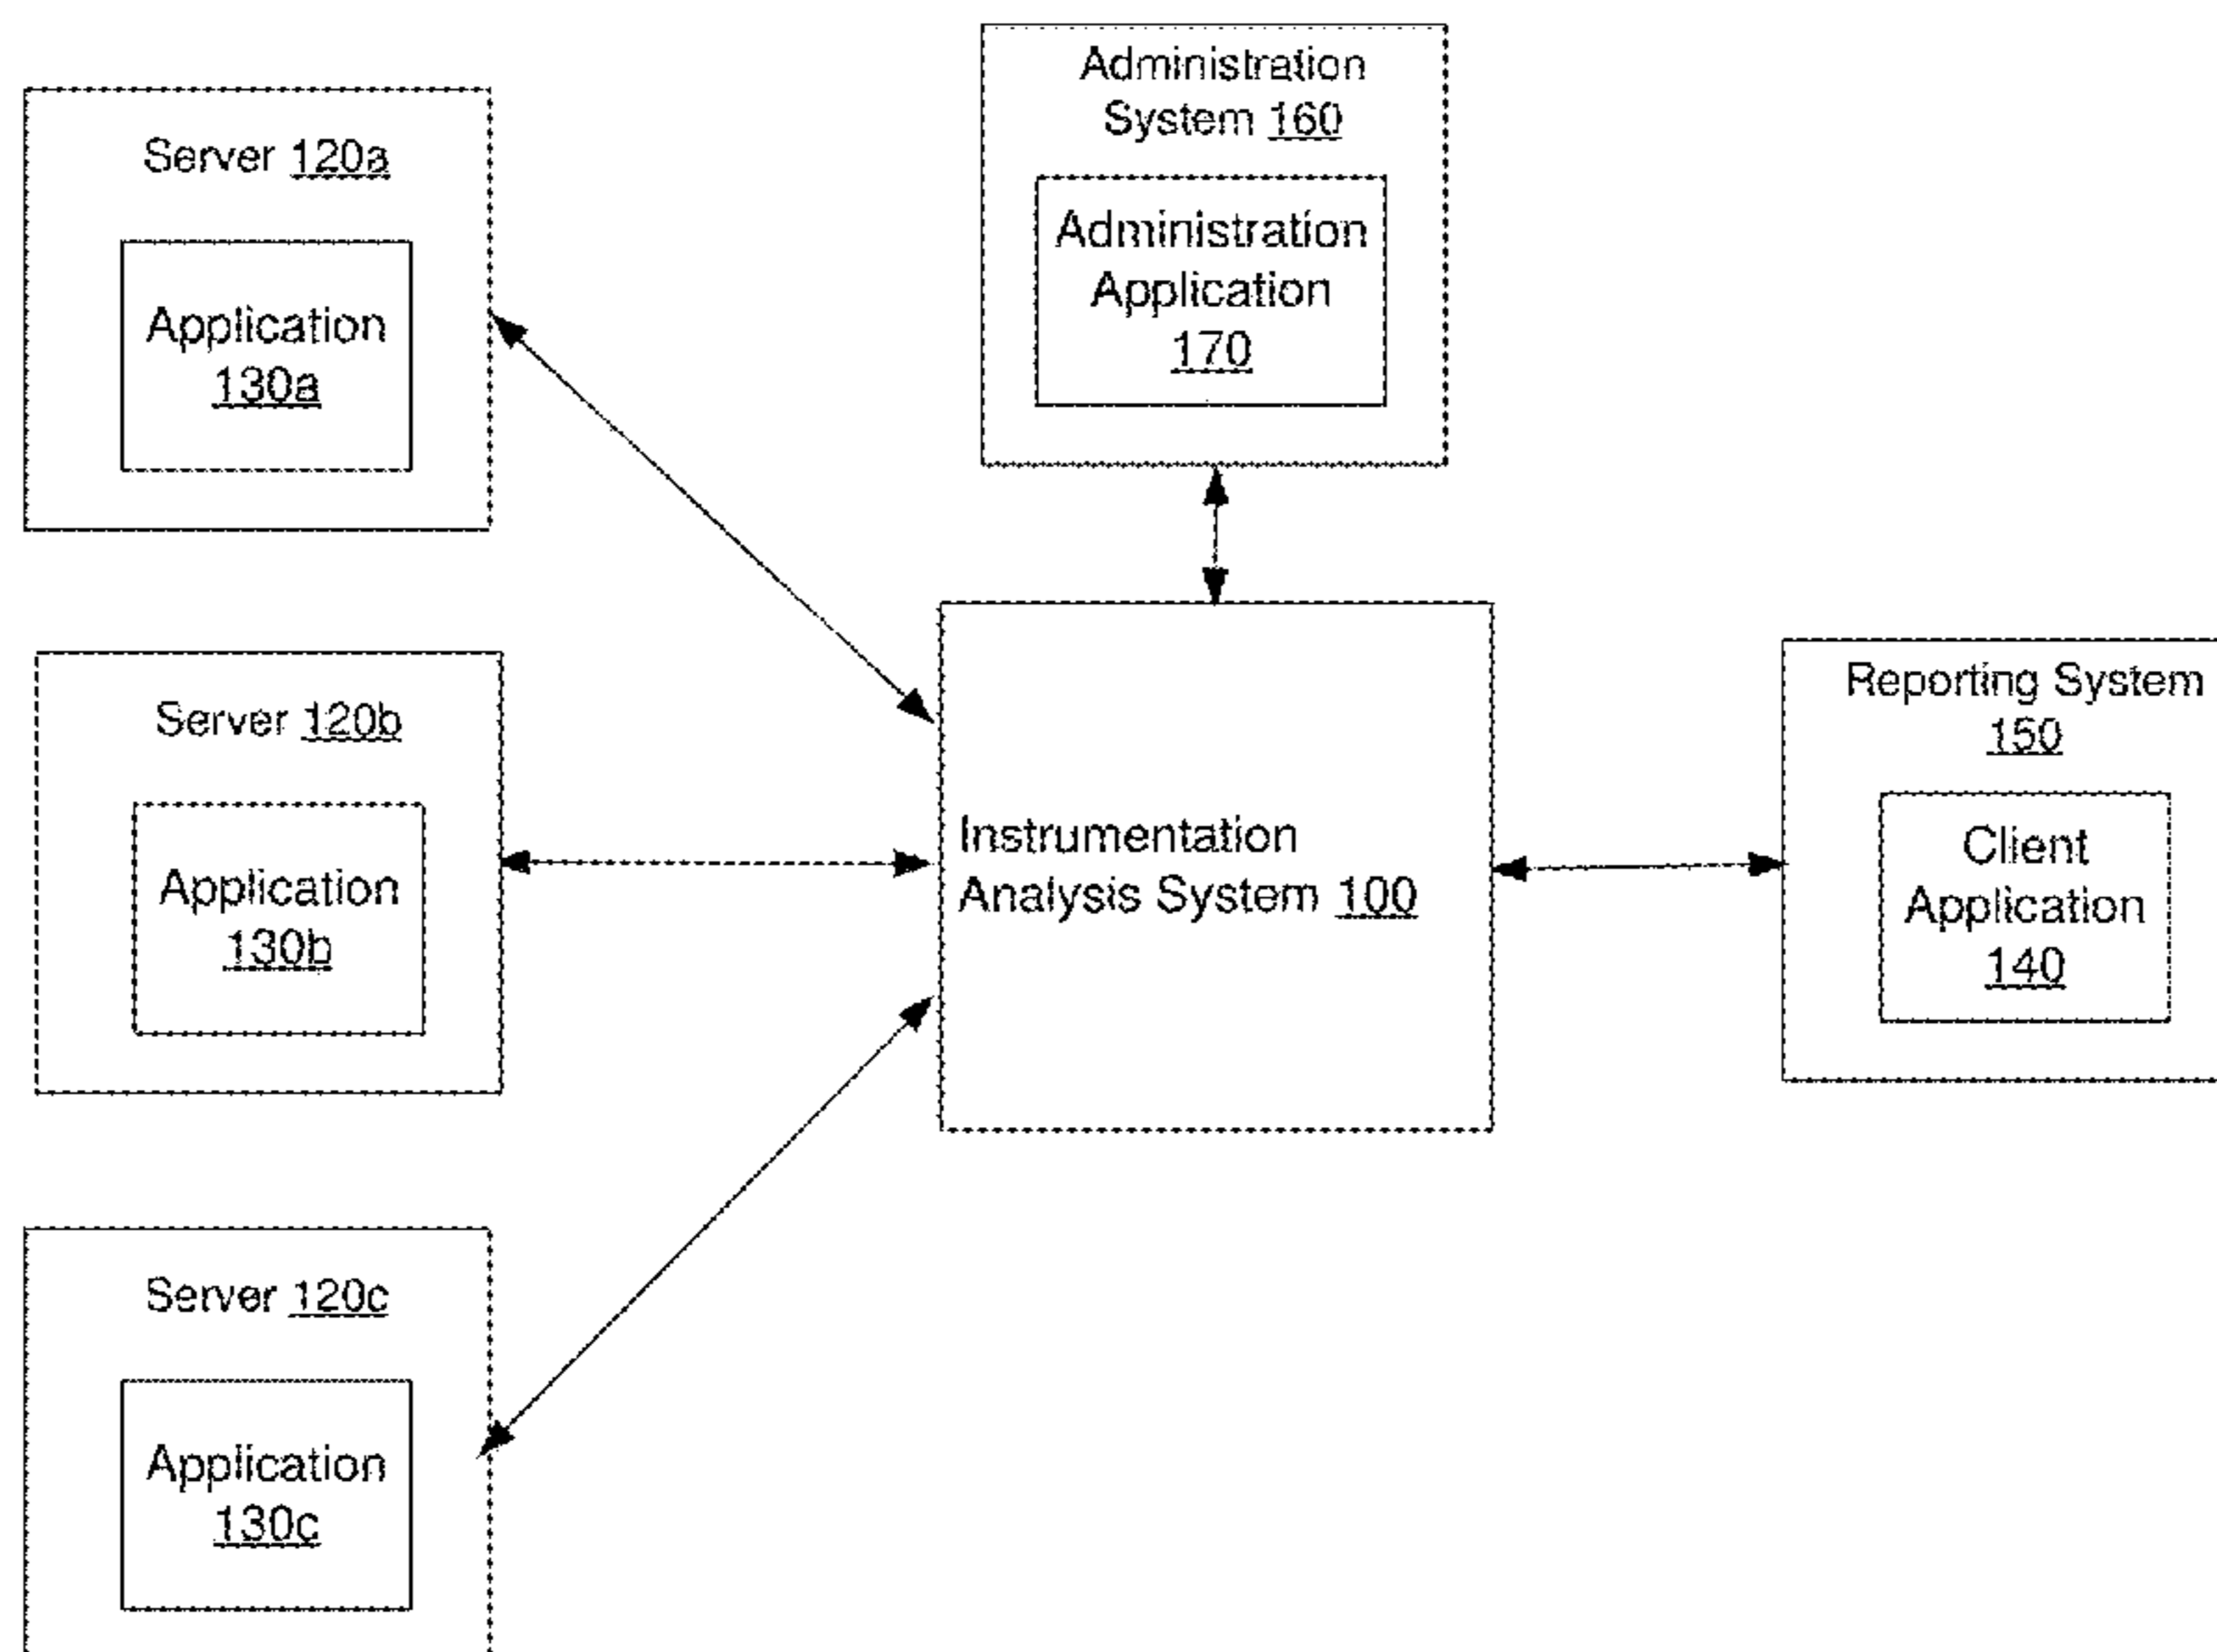 Administration
System 160
Administration
Application
170
Server 120a
Application
130a
Server 120b
Application
130b
Instrumentation
Analysis System 100
Reporting System
150
Client
Application
140
Server 120c
Application
130c